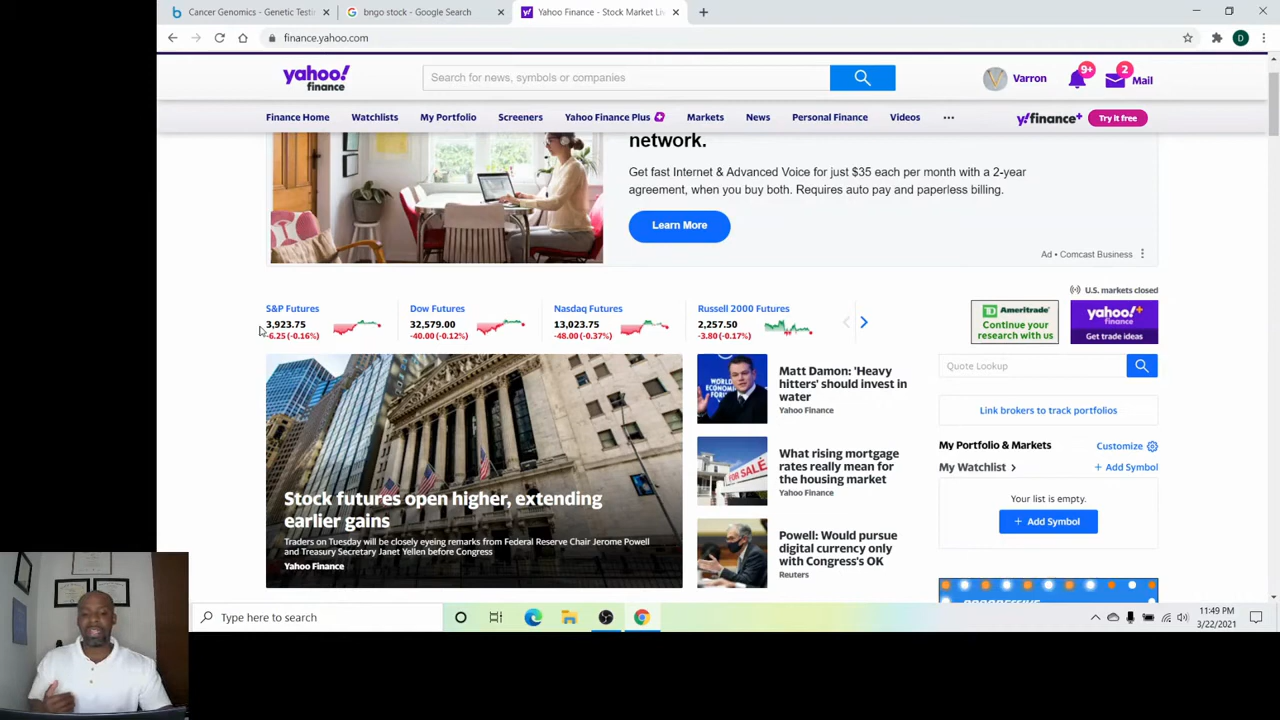 Cancer Genomics - Genetic Testin
bngo stock - Google Search
Yahoo Finance - Stock Market Liv
finance.yahoo.com
D
yahoo!
finance
Search for news, symbols or companies
Varron
9+
2
Mail
Finance Home
Watchlists
My Portfolio
Screeners
Yahoo Finance Plus
Markets
News
Personal Finance
Videos
y!finance+
Try it free
network.
Get fast Internet & Advanced Voice for just $35 each per month with a 2-year
agreement, when you buy both. Requires auto pay and paperless billing.
Learn More
Ad • Comcast Business
U.S. markets closed
S&P Futures
3,923.75
-6.25 (-0.16%)
Dow Futures
32,579.00
-40.00 (-0.12%)
Nasdaq Futures
13,023.75
-48.00 (-0.37%)
Russell 2000 Futures
2,257.50
-3.80 (-0.17%)
Ameritrade
Continue your
research with us
yahoo!+
finance
Get trade ideas
Stock futures open higher, extending
earlier gains
Traders on Tuesday will be closely eyeing remarks from Federal Reserve Chair Jerome Powell
and Treasury Secretary Janet Yellen before Congress
Yahoo Finance
Matt Damon: 'Heavy
hitters' should invest in
water
Yahoo Finance
What rising mortgage
rates really mean for
the housing market
Yahoo Finance
Powell: Would pursue
digital currency only
with Congress's OK
Reuters
Quote Lookup
Link brokers to track portfolios
My Portfolio & Markets
Customize
My Watchlist
+ Add Symbol
Your list is empty.
+ Add Symbol
Type here to search
11:49 PM
3/22/2021